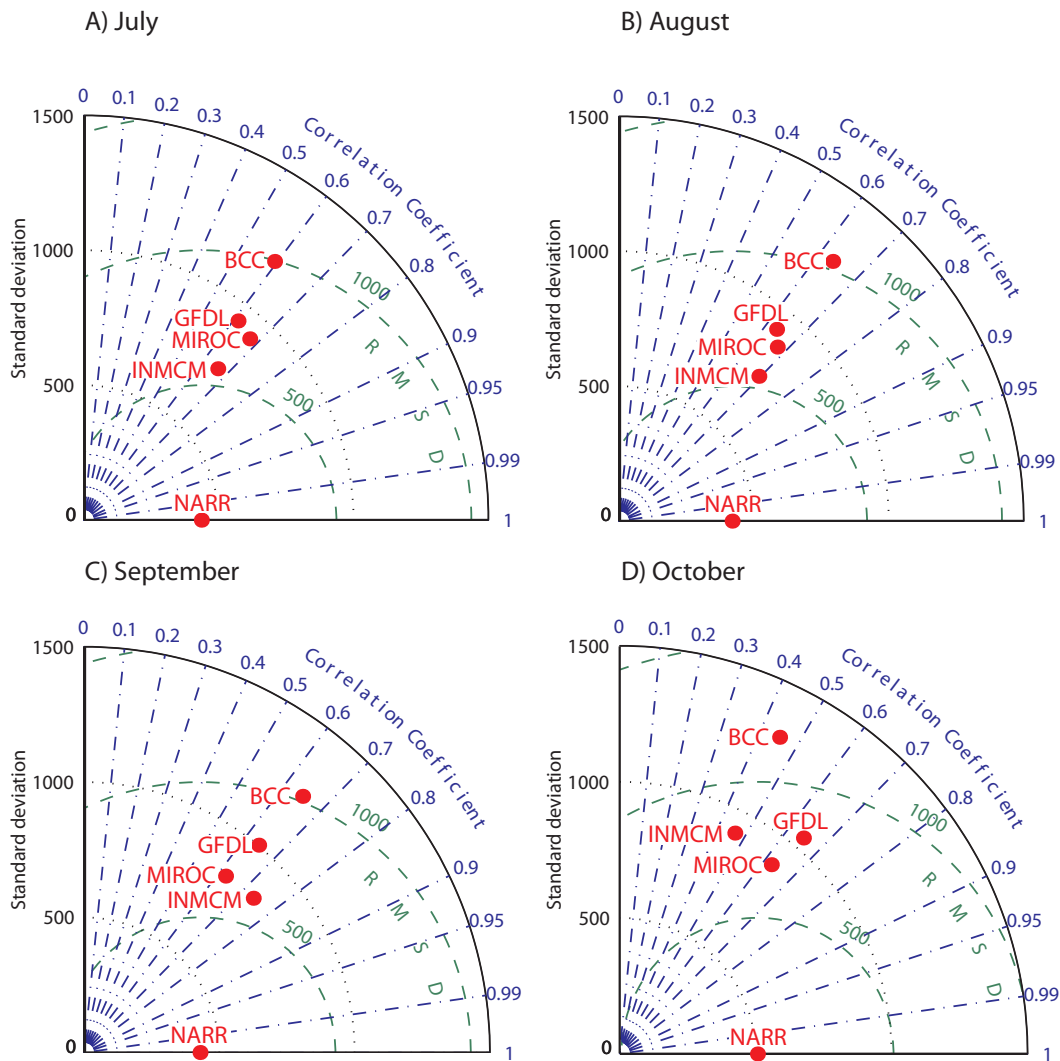 A) July
0 0.1 0.2 0.3 0.4 0.5 0.6 0.7 0.8 0.9 0.95 0.99 1
Correlation Coefficient
Standard deviation
1500
1000
500
0
1000
500
RMSD
BCC
GFDL
MIROC
INMCM
NARR
B) August
0 0.1 0.2 0.3 0.4 0.5 0.6 0.7 0.8 0.9 0.95 0.99 1
Correlation Coefficient
Standard deviation
1500
1000
500
0
1000
500
RMSD
BCC
GFDL
MIROC
INMCM
NARR
C) September
0 0.1 0.2 0.3 0.4 0.5 0.6 0.7 0.8 0.9 0.95 0.99 1
Correlation Coefficient
Standard deviation
1500
1000
500
0
1000
500
RMSD
BCC
GFDL
MIROC
INMCM
NARR
D) October
0 0.1 0.2 0.3 0.4 0.5 0.6 0.7 0.8 0.9 0.95 0.99 1
Correlation Coefficient
Standard deviation
1500
1000
500
0
1000
500
RMSD
BCC
INMCM
GFDL
MIROC
NARR